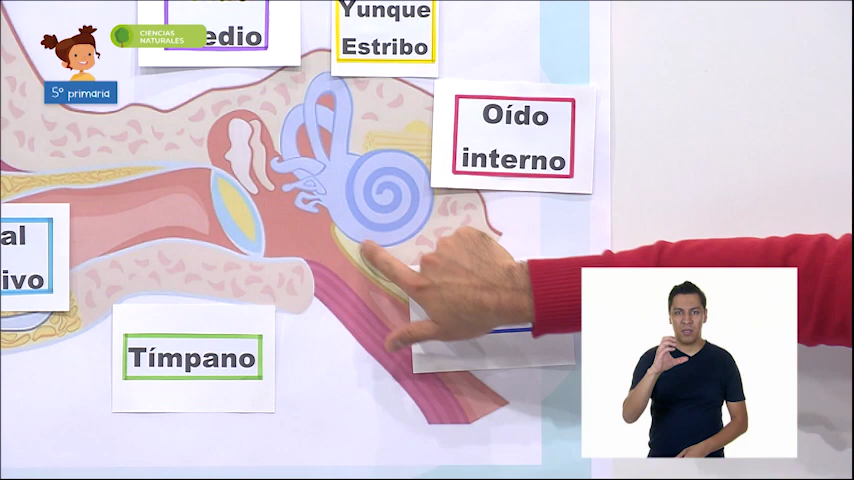 CIENCIAS
NATURALES
5º primaria
edio
Yunque
Estribo
Oído
interno
al
ivo
Tímpano